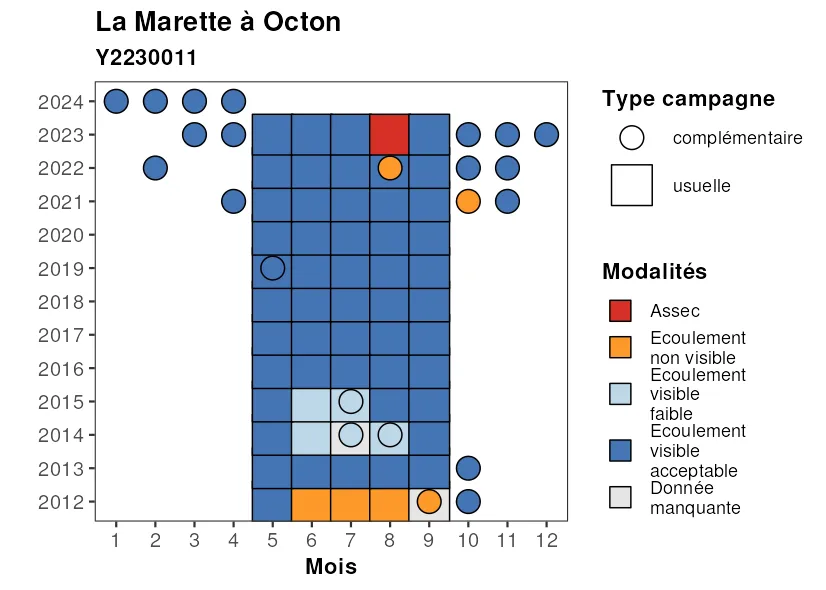 La Marette à Octon
Y2230011
2024
2023
2022
2021
2020
2019
2018
2017
2016
2015
2014
2013
2012
1 2 3 4 5 6 7 8 9 10 11 12
Mois
Type campagne
complémentaire
usuelle
Modalités
Assec
Ecoulement
non visible
Ecoulement
visible
faible
Ecoulement
visible
acceptable
Donnée
manquante